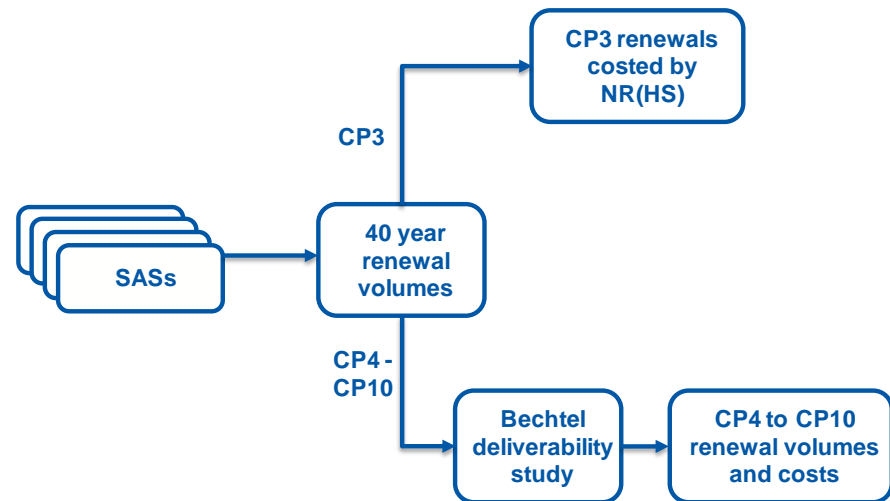 CP3 renewals
costed by
NR(HS)
CP3
40 year
renewal
volumes
SASs
CP4 -
CP10
Bechtel
deliverability
study
CP4 to CP10
renewal volumes
and costs